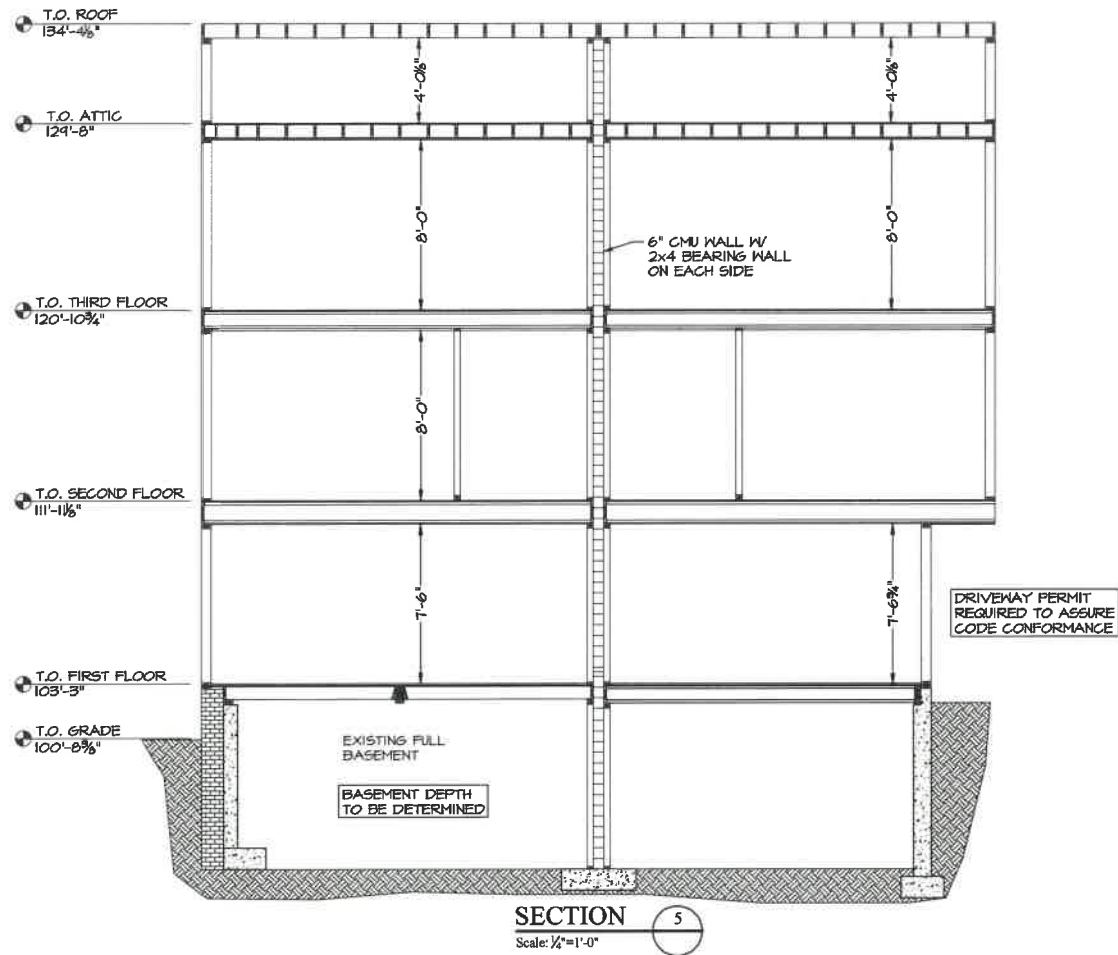 T.O. ROOF
134'-4⅛"
4'-0⅛"
4'-0⅛"
T.O. ATTIC
129'-8"
8'-0"
8'-0"
6" CMU WALL W/
2x4 BEARING WALL
ON EACH SIDE
T.O. THIRD FLOOR
120'-10¾"
8'-0"
T.O. SECOND FLOOR
111'-11⅛"
7'-6"
7'-6¾"
DRIVEWAY PERMIT
REQUIRED TO ASSURE
CODE CONFORMANCE
T.O. FIRST FLOOR
103'-3"
T.O. GRADE
100'-8⅜"
EXISTING FULL
BASEMENT
BASEMENT DEPTH
TO BE DETERMINED
SECTION 5
Scale: ¼"=1'-0"